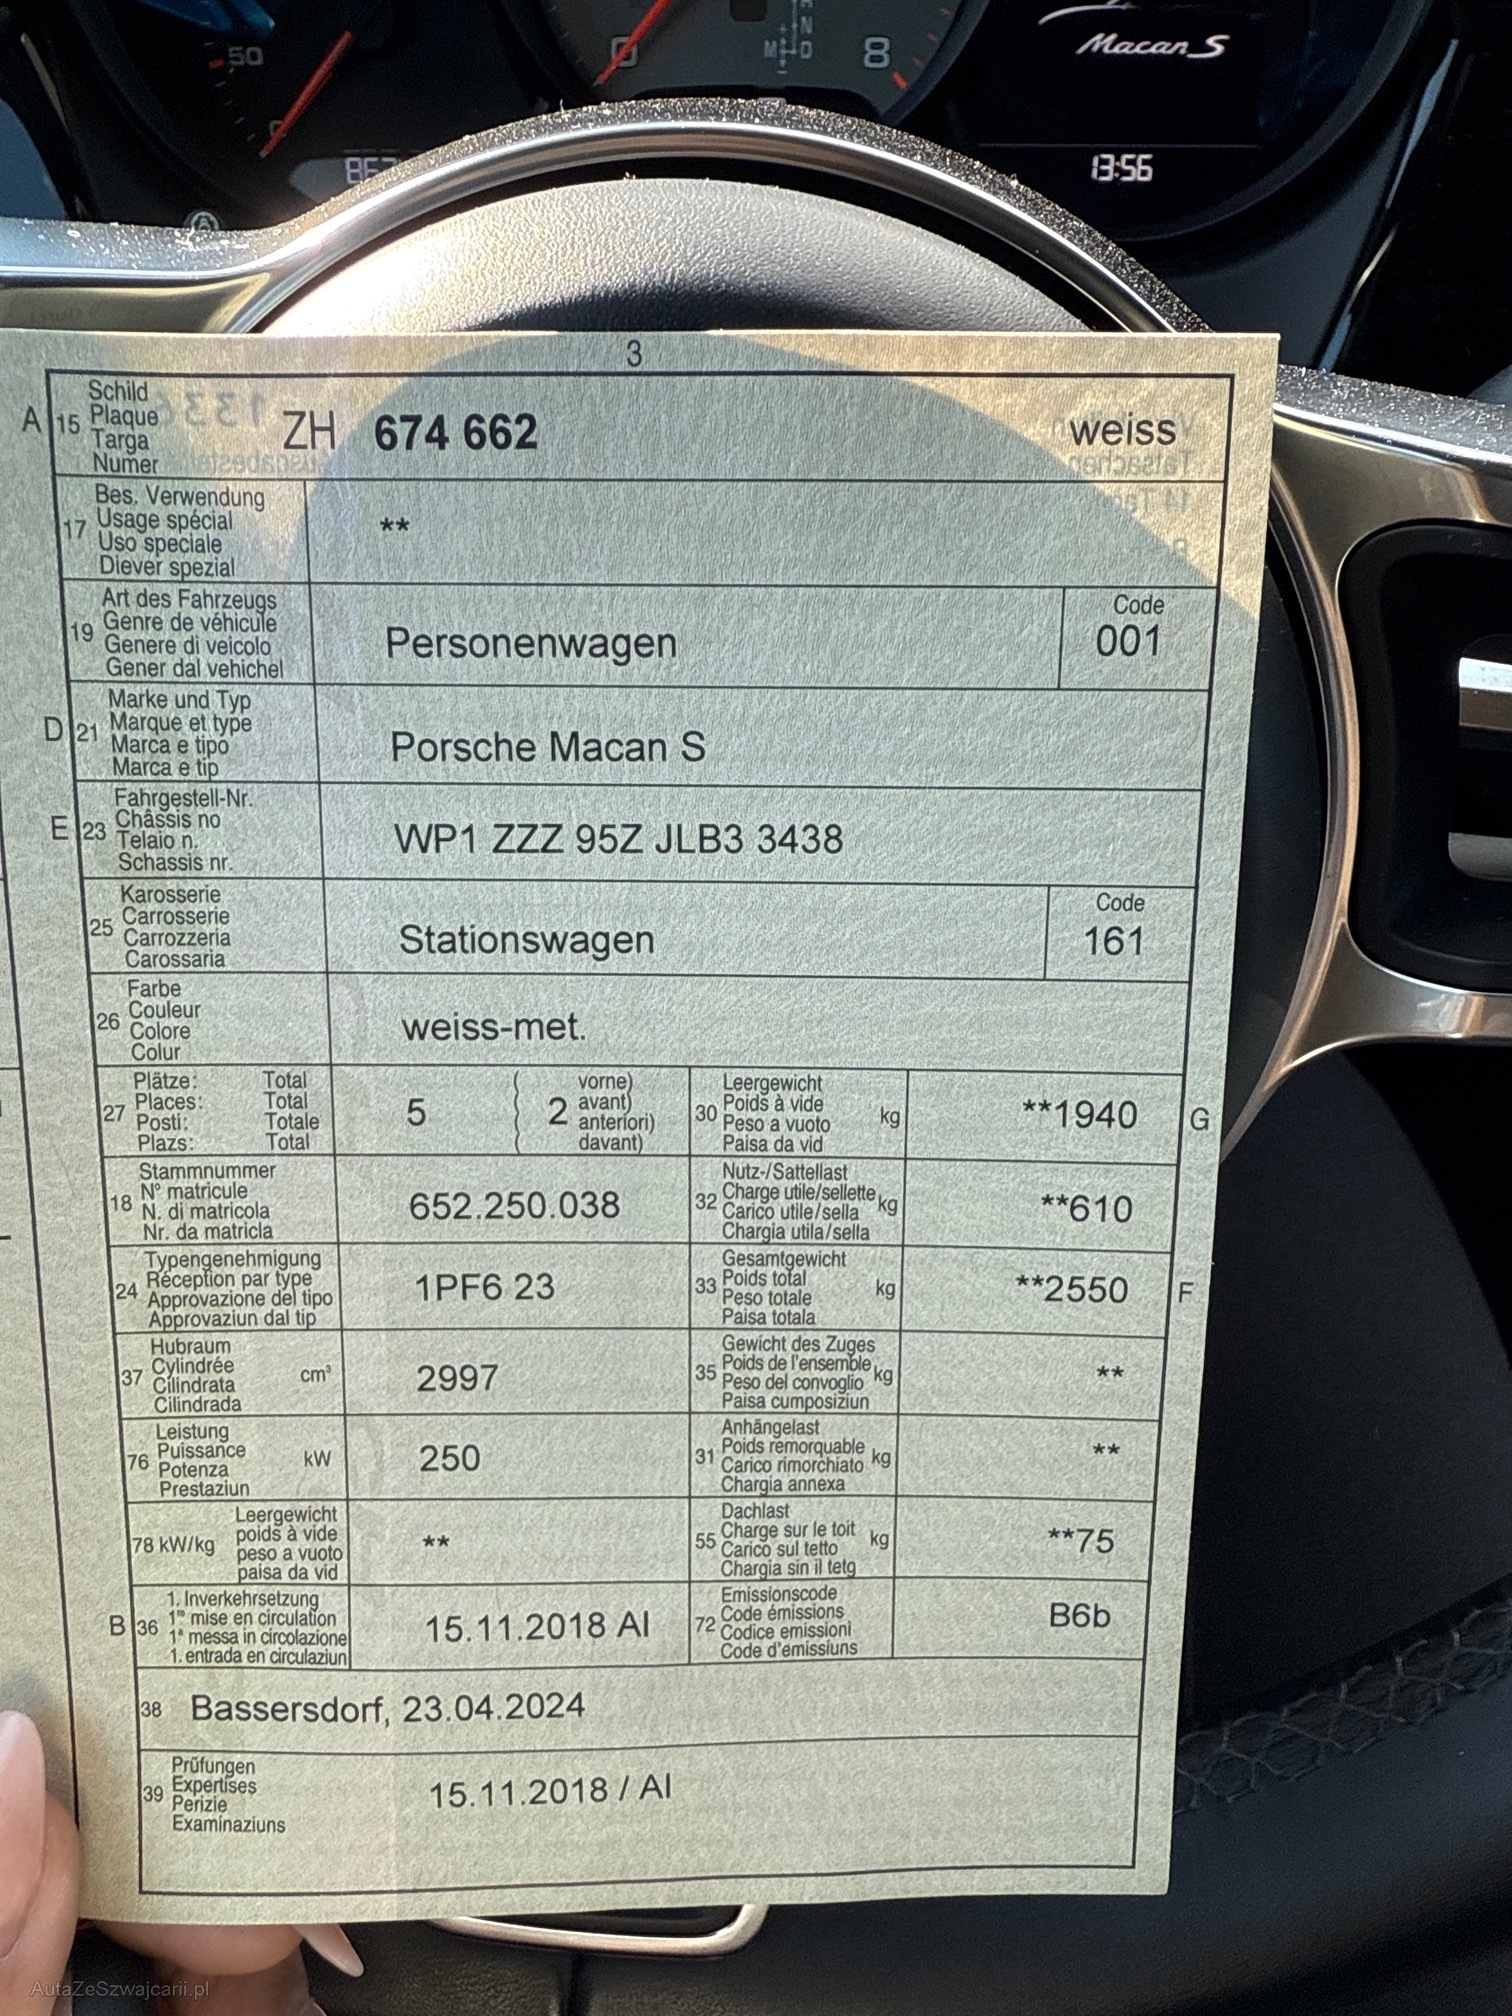 50
0
0
M
N
D
8
Macan S
13:56
3
A
15
Schild
Plaque
Targa
Numer
ZH 674 662
weiss
17
Bes. Verwendung
Usage spécial
Uso speciale
Diever spezial
**
19
Art des Fahrzeugs
Genre de véhicule
Genere di veicolo
Gener dal vehichel
Personenwagen
Code
001
D
21
Marke und Typ
Marque et type
Marca e tipo
Marca e tip
Porsche Macan S
E
23
Fahrgestell-Nr.
Châssis no
Telaio n.
Schassis nr.
WP1 ZZZ 95Z JLB3 3438
25
Karosserie
Carrosserie
Carrozzeria
Carossaria
Stationswagen
Code
161
26
Farbe
Couleur
Colore
Colur
weiss-met.
27
Plätze: Total
Places: Total
Posti: Totale
Plazs: Total
5
2
vorne)
avant)
anteriori)
davant)
30
Leergewicht
Poids à vide
Peso a vuoto
Paisa da vid
kg
**1940
G
18
Stammnummer
N° matricule
N. di matricola
Nr. da matricla
652.250.038
32
Nutz-/Sattellast
Charge utile/sellette
Carico utile/sella
Chargia utila/sella
kg
**610
24
Typengenehmigung
Réception par type
Approvazione del tipo
Approvaziun dal tip
1PF6 23
33
Gesamtgewicht
Poids total
Peso totale
Paisa totala
kg
**2550
F
37
Hubraum
Cylindrée
Cilindrata
Cilindrada
cm³
2997
35
Gewicht des Zuges
Poids de l'ensemble
Peso del convoglio
Paisa cumposiziun
kg
**
76
Leistung
Puissance
Potenza
Prestaziun
kW
250
31
Anhängelast
Poids remorquable
Carico rimorchiato
Chargia annexa
kg
**
78 kW/kg
Leergewicht
poids à vide
peso a vuoto
paisa da vid
**
55
Dachlast
Charge sur le toit
Carico sul tetto
Chargia sin il tetg
kg
**75
B
36
1. Inverkehrsetzung
1re mise en circulation
1a messa in circolazione
1. entrada en circulaziun
15.11.2018 AI
72
Emissionscode
Code émissions
Codice emissioni
Code d'emissiuns
B6b
38
Bassersdorf, 23.04.2024
39
Prüfungen
Expertises
Perizie
Examinaziuns
15.11.2018 / AI
AutaZeSzwajcarii.pl